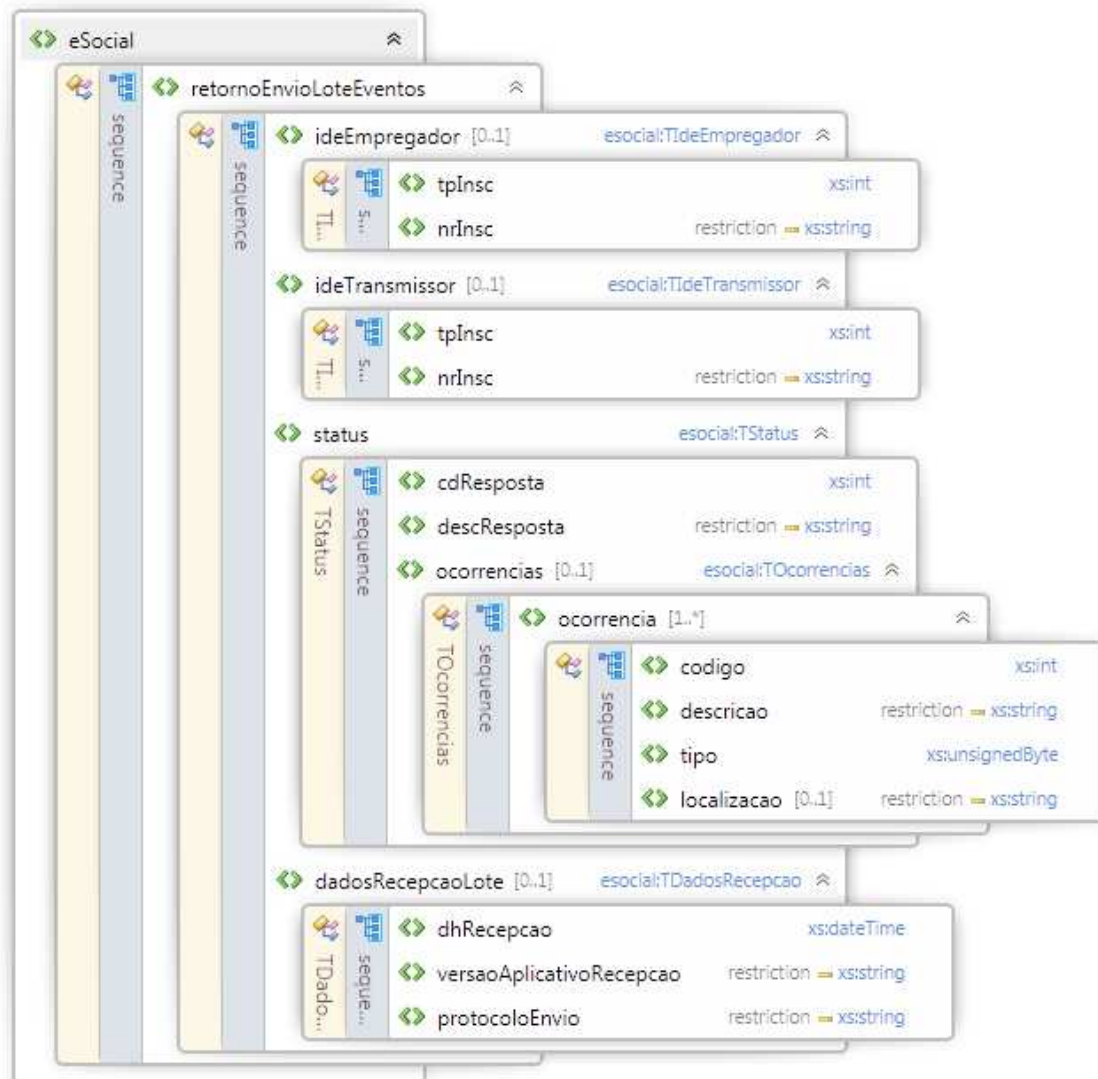 eSocial
sequence
retornoEnvioLoteEventos
sequence
ideEmpregador [0..1] esocial:TIdeEmpregador
TI...
s...
tpInsc xs:int
nrInsc restriction xs:string
ideTransmissor [0..1] esocial:TIdeTransmissor
TI...
s...
tpInsc xs:int
nrInsc restriction xs:string
status esocial:TStatus
TStatus
sequence
cdResposta xs:int
descResposta restriction xs:string
ocorrencias [0..1] esocial:TOcorrencias
TOcorrencias
sequence
ocorrencia [1..*]
sequence
codigo xs:int
descricao restriction xs:string
tipo xs:unsignedByte
localizacao [0..1] restriction xs:string
dadosRecepcaoLote [0..1] esocial:TDadosRecepcao
TDado...
seque...
dhRecepcao xs:dateTime
versaoAplicativoRecepcao restriction xs:string
protocoloEnvio restriction xs:string